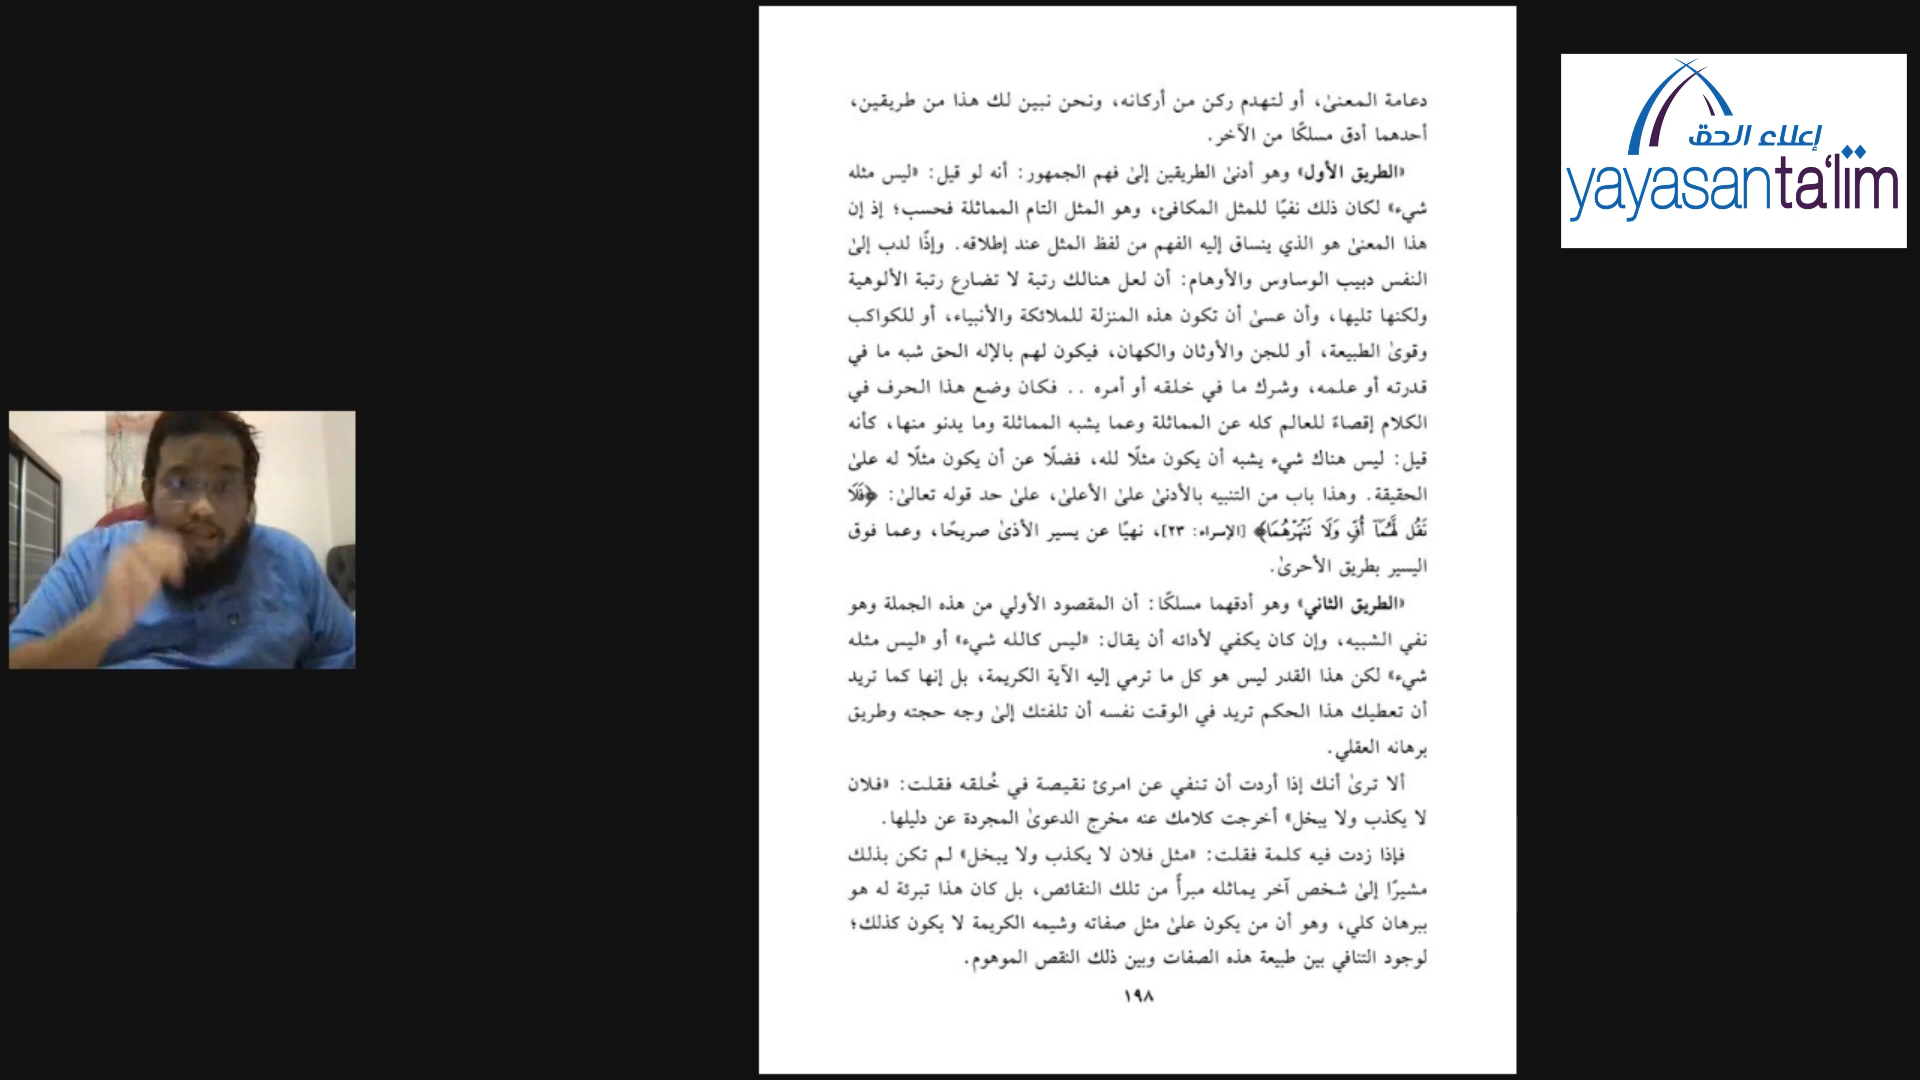 دعامة المعنىٰ، أو لتهدم ركن من أركانه، ونحن نبين لك هذا من طريقين،
أحدهما أدق مسلكًا من الآخر.
«الطريق الأول» وهو أدنىٰ الطريقين إلىٰ فهم الجمهور: أنه لو قيل: «ليس مثله
شيء» لكان ذلك نفيًا للمثل المكافئ، وهو المثل التام المماثلة فحسب؛ إذ إن
هذا المعنىٰ هو الذي ينساق إليه الفهم من لفظ المثل عند إطلاقه. وإذًا لدب إلىٰ
النفس دبيب الوساوس والأوهام: أن لعل هنالك رتبة لا تضارع رتبة الألوهية
ولكنها تليها، وأن عسىٰ أن تكون هذه المنزلة للملائكة والأنبياء، أو للكواكب
وقوىٰ الطبيعة، أو للجن والأوثان والكهان، فيكون لهم بالإله الحق شبه ما في
قدرته أو علمه، وشرك ما في خلقه أو أمره .. فكان وضع هذا الحرف في
الكلام إقصاءً للعالم كله عن المماثلة وعما يشبه المماثلة وما يدنو منها، كأنه
قيل: ليس هناك شيء يشبه أن يكون مثلًا لله، فضلًا عن أن يكون مثلًا له علىٰ
الحقيقة. وهذا باب من التنبيه بالأدنىٰ علىٰ الأعلىٰ، علىٰ حد قوله تعالىٰ: ﴿فَلَا
تَقُل لَّهُمَآ أُفٍّ وَلَا تَنۡهَرۡهُمَا﴾ [الإسراء: ٢٣]، نهيًا عن يسير الأذىٰ صريحًا، وعما فوق
اليسير بطريق الأحرىٰ.
«الطريق الثاني» وهو أدقهما مسلكًا: أن المقصود الأولي من هذه الجملة وهو
نفي الشبيه، وإن كان يكفي لأدائه أن يقال: «ليس كالله شيء» أو «ليس مثله
شيء» لكن هذا القدر ليس هو كل ما ترمي إليه الآية الكريمة، بل إنها كما تريد
أن تعطيك هذا الحكم تريد في الوقت نفسه أن تلفتك إلىٰ وجه حجته وطريق
برهانه العقلي.
ألا ترىٰ أنك إذا أردت أن تنفي عن امرئ نقيصة في خُلقه فقلت: «فلان
لا يكذب ولا يبخل» أخرجت كلامك عنه مخرج الدعوىٰ المجردة عن دليلها.
فإذا زدت فيه كلمة فقلت: «مثل فلان لا يكذب ولا يبخل» لم تكن بذلك
مشيرًا إلىٰ شخص آخر يماثله مبرأً من تلك النقائص، بل كان هذا تبرئة له هو
ببرهان كلي، وهو أن من يكون علىٰ مثل صفاته وشيمه الكريمة لا يكون كذلك؛
لوجود التنافي بين طبيعة هذه الصفات وبين ذلك النقص الموهوم.
١٩٨
إعلاء الحق
yayasanta'lim